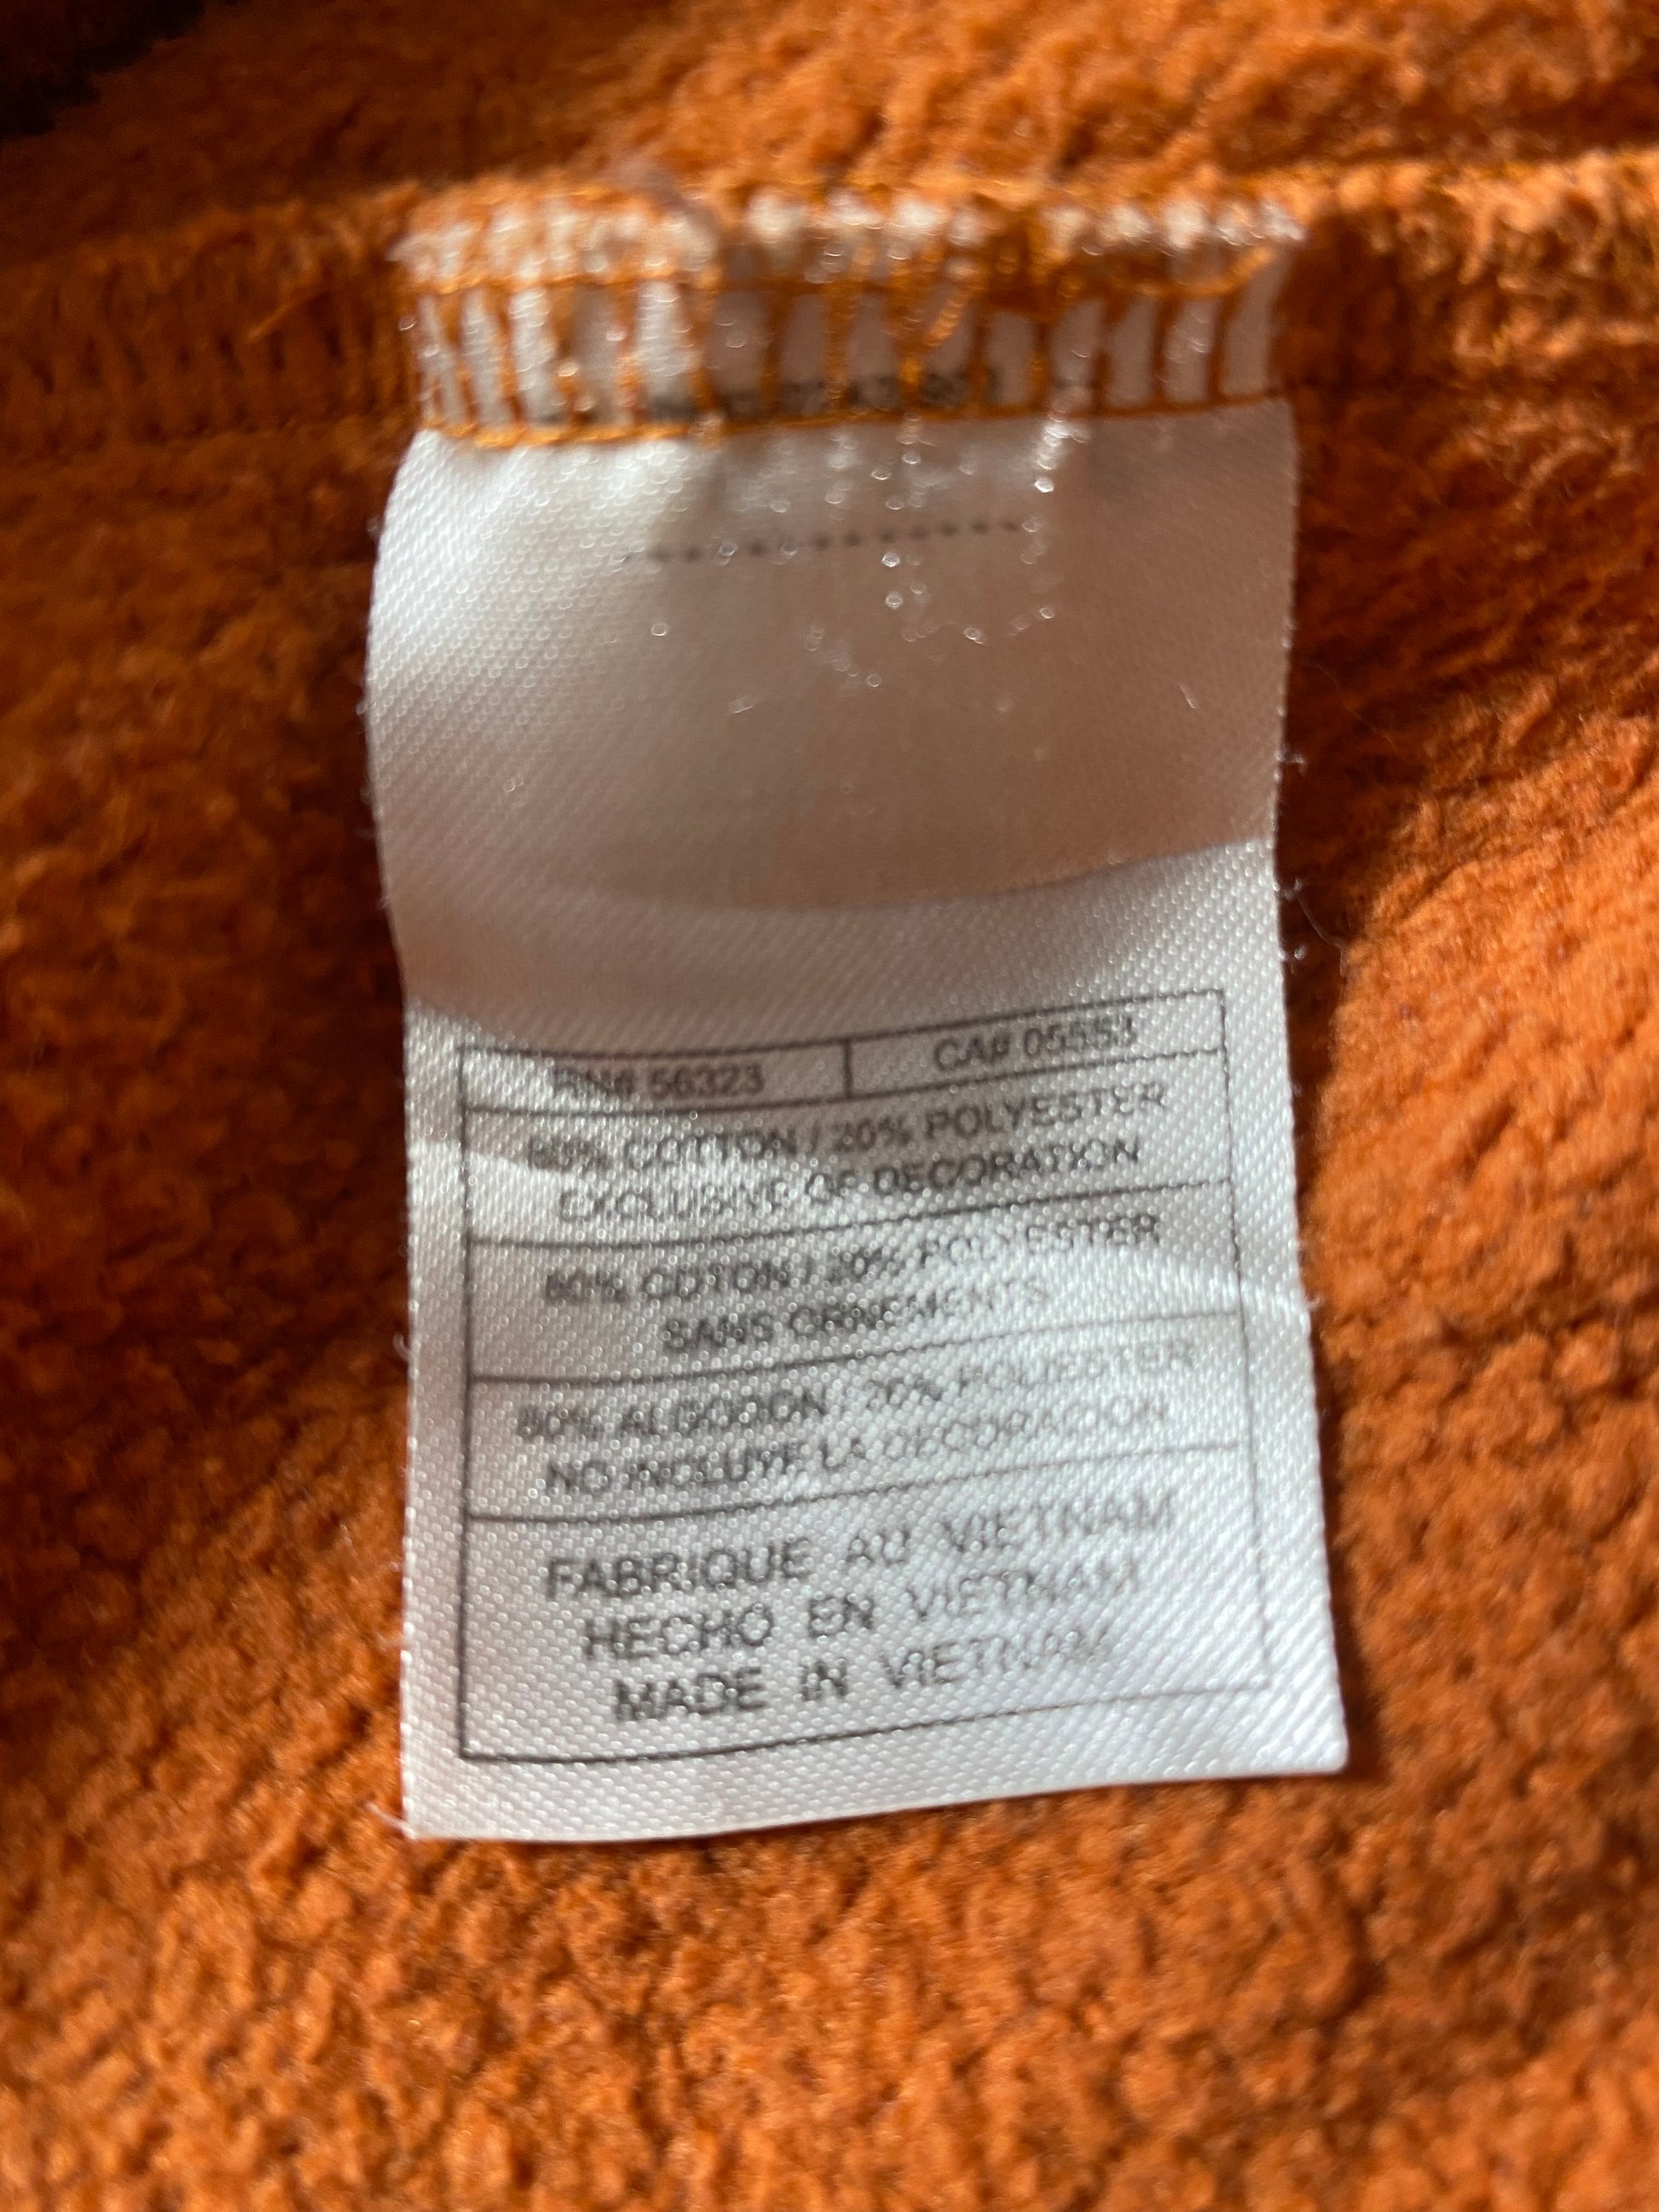 RN# 56323 CA# 05553
80% COTTON / 20% POLYESTER
EXCLUSIVE OF DECORATION
80% COTON / 20% POLYESTER
SANS ORNEMENTS
80% ALGODON / 20% POLIESTER
NO INCLUYE LA DECORACION
FABRIQUE AU VIETNAM
HECHO EN VIETNAM
MADE IN VIETNAM